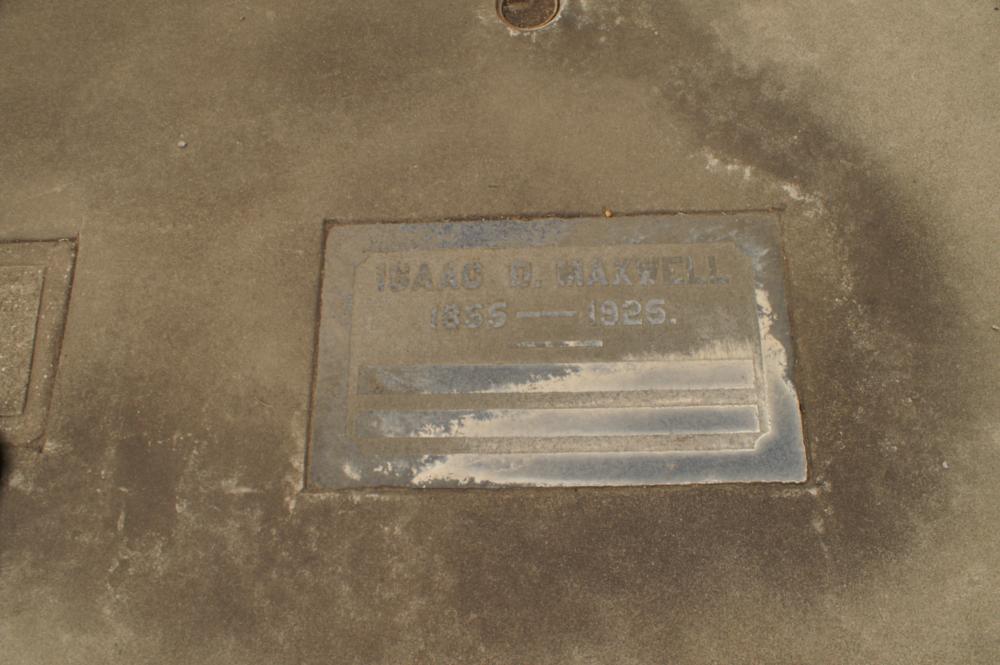 ISAAC D. MAXWELL
1855 — 1925.